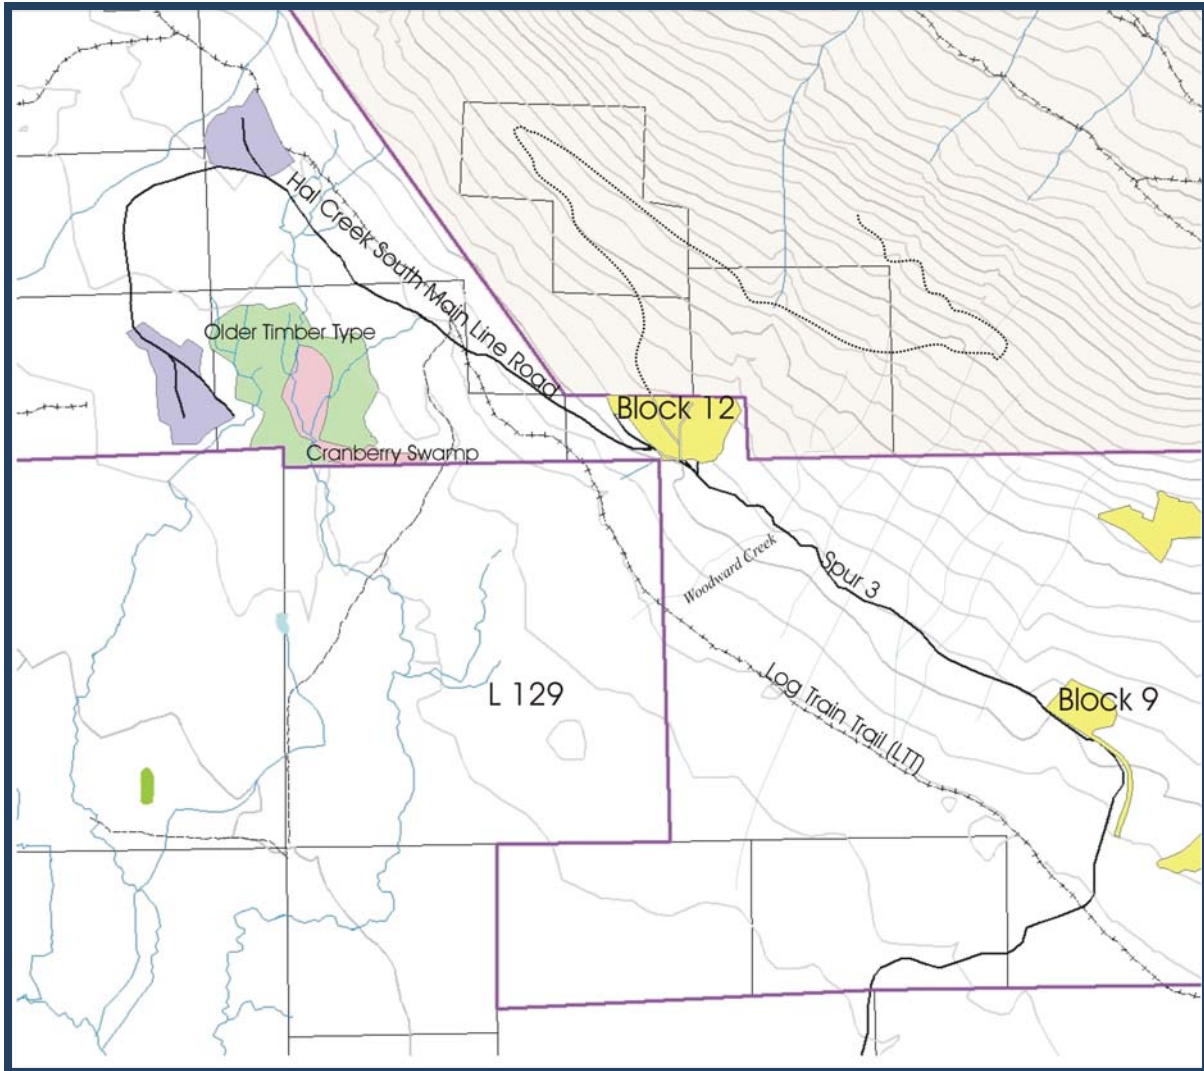 Hal Creek South Main Line Road
Older Timber Type
Block 12
Cranberry Swamp
Woodward Creek
Spur 3
L 129
Log Train Trail (LTT)
Block 9